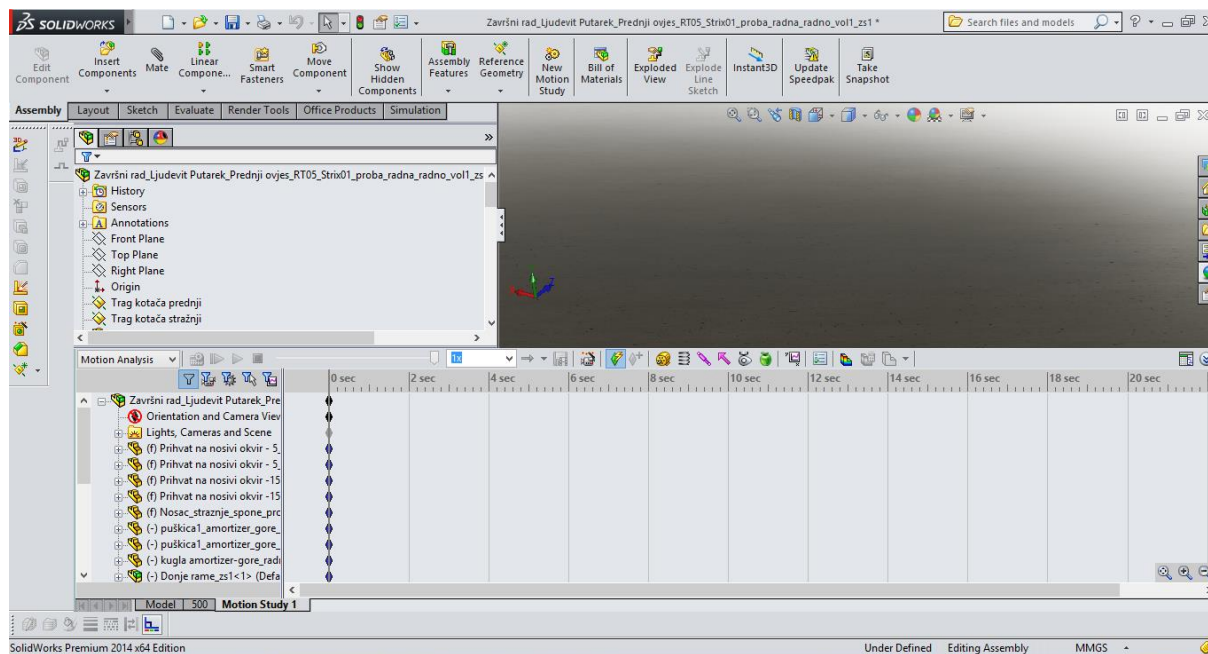 SOLIDWORKS
Završni rad_Ljudevit Putarek_Prednji ovjes_RT05_Strix01_proba_radna_radno_vol1_zs1 *
Search files and models
Edit Component
Insert Components
Mate
Linear Compone...
Smart Fasteners
Move Component
Show Hidden Components
Assembly Features
Reference Geometry
New Motion Study
Bill of Materials
Exploded View
Explode Line Sketch
Instant3D
Update Speedpak
Take Snapshot
Assembly Layout Sketch Evaluate Render Tools Office Products Simulation
Završni rad_Ljudevit Putarek_Prednji ovjes_RT05_Strix01_proba_radna_radno_vol1_zs
History
Sensors
Annotations
Front Plane
Top Plane
Right Plane
Origin
Trag kotača prednji
Trag kotača stražnji
Motion Analysis 1x
0 sec 2 sec 4 sec 6 sec 8 sec 10 sec 12 sec 14 sec 16 sec 18 sec 20 sec
Završni rad_Ljudevit Putarek_Pre
Orientation and Camera View
Lights, Cameras and Scene
(f) Prihvat na nosivi okvir - 5_
(f) Prihvat na nosivi okvir - 5_
(f) Prihvat na nosivi okvir -15
(f) Prihvat na nosivi okvir -15
(f) Nosac_straznje_spone_prc
(-) puškica1_amortizer_gore_
(-) puškica1_amortizer_gore_
(-) kugla amortizer-gore_radi
(-) Donje rame_zs1<1> (Defa
Model 500 Motion Study 1
SolidWorks Premium 2014 x64 Edition Under Defined Editing Assembly MMGS